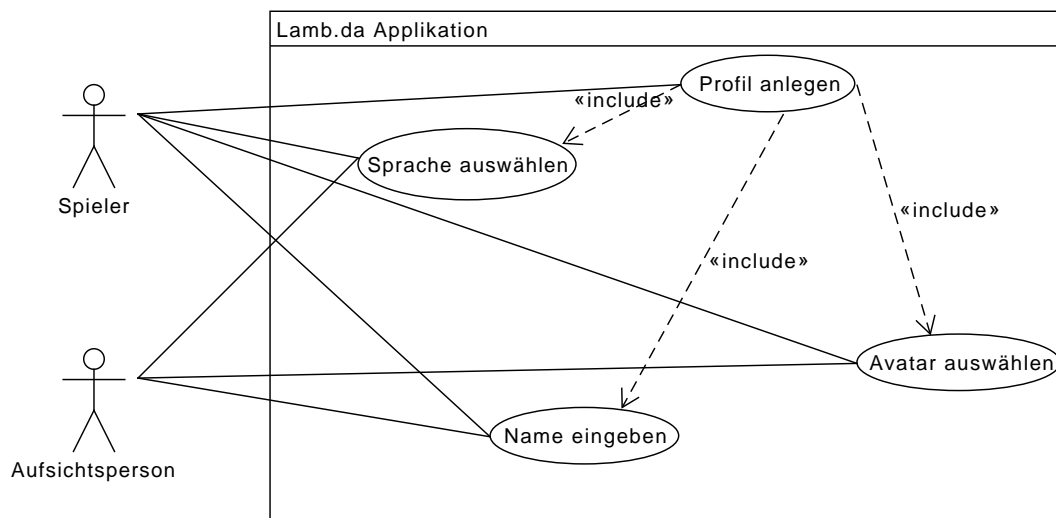 Lamb.da Applikation
Profil anlegen
«include»
Sprache auswählen
Spieler
«include»
«include»
Avatar auswählen
Name eingeben
Aufsichtsperson